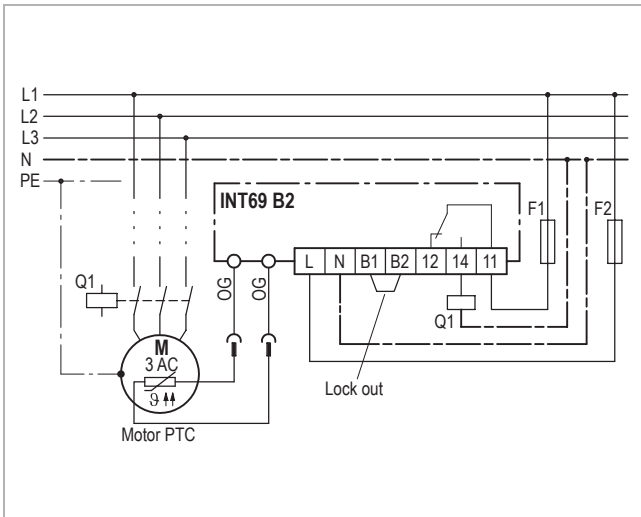 L1
L2
L3
N
PE
INT69 B2
F1
F2
L N B1 B2 12 14 11
OG
OG
Q1
Q1
M
3 AC
ϑ
Lock out
Motor PTC